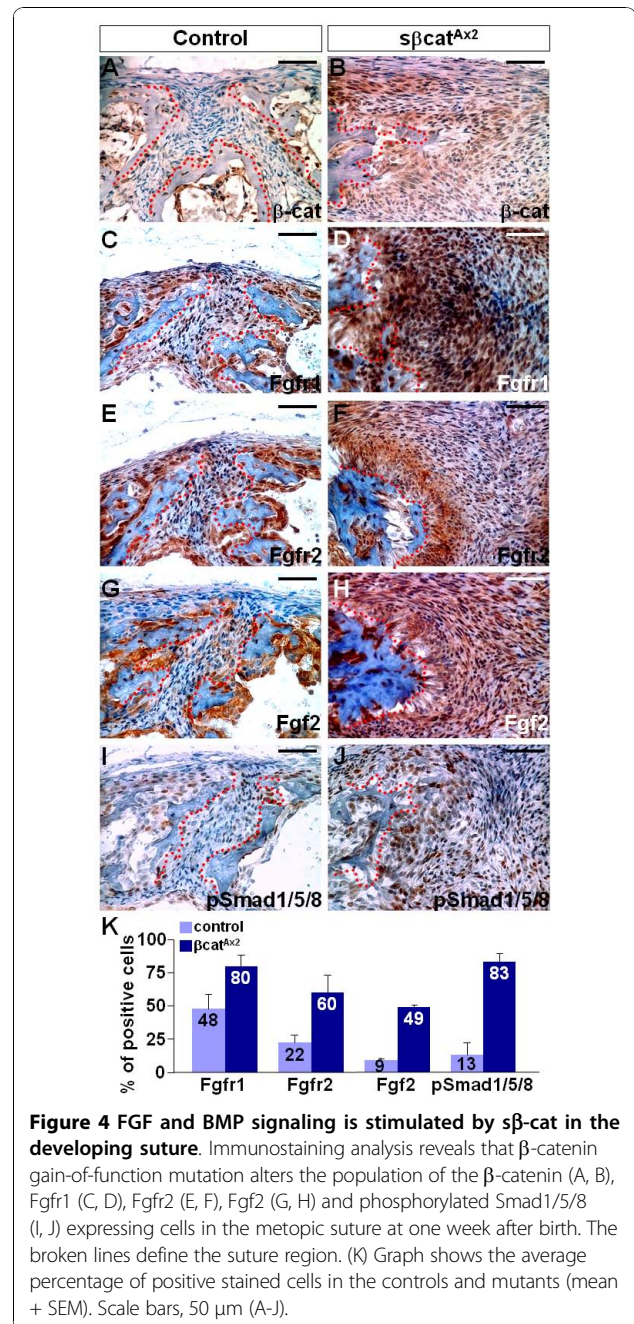 Control
sβcatAx2
A
β-cat
B
β-cat
C
Fgfr1
D
Fgfr1
E
Fgfr2
F
Fgfr2
G
Fgf2
H
Fgf2
I
pSmad1/5/8
J
pSmad1/5/8
K
control
βcatAx2
% of positive cells
100
75
50
25
0
48
80
22
60
9
49
13
83
Fgfr1
Fgfr2
Fgf2
pSmad1/5/8
Figure 4 FGF and BMP signaling is stimulated by sβ-cat in the
developing suture. Immunostaining analysis reveals that β-catenin
gain-of-function mutation alters the population of the β-catenin (A, B),
Fgfr1 (C, D), Fgfr2 (E, F), Fgf2 (G, H) and phosphorylated Smad1/5/8
(I, J) expressing cells in the metopic suture at one week after birth. The
broken lines define the suture region. (K) Graph shows the average
percentage of positive stained cells in the controls and mutants (mean
+ SEM). Scale bars, 50 μm (A-J).